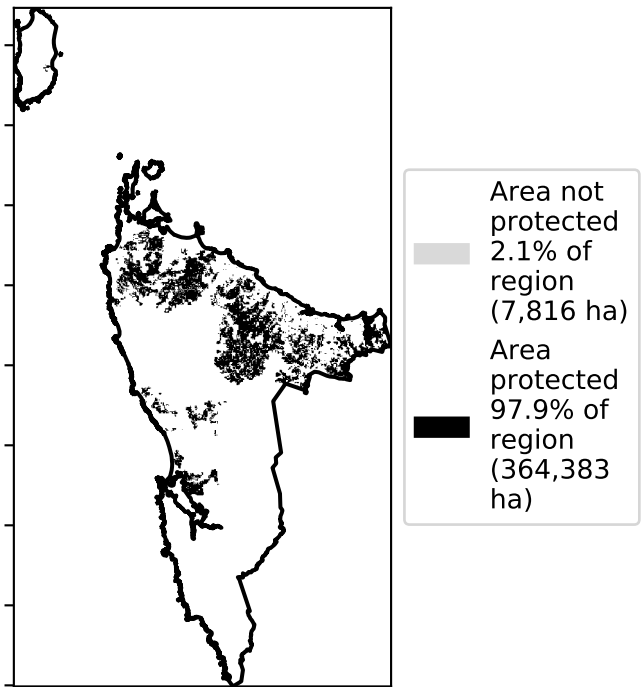 Area not
protected
2.1% of
region
(7,816 ha)
Area
protected
97.9% of
region
(364,383
ha)